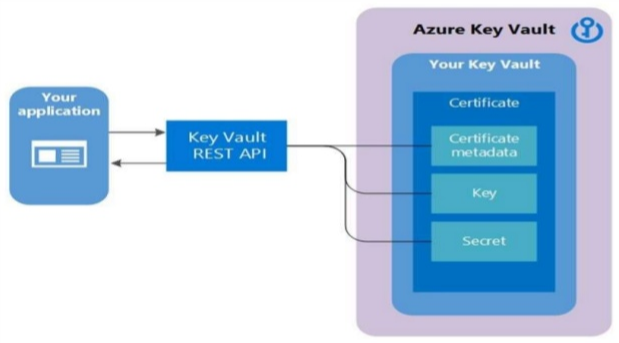 Azure Key Vault
Your Key Vault
Your
application
Key Vault
REST API
Certificate
Certificate
metadata
Key
Secret